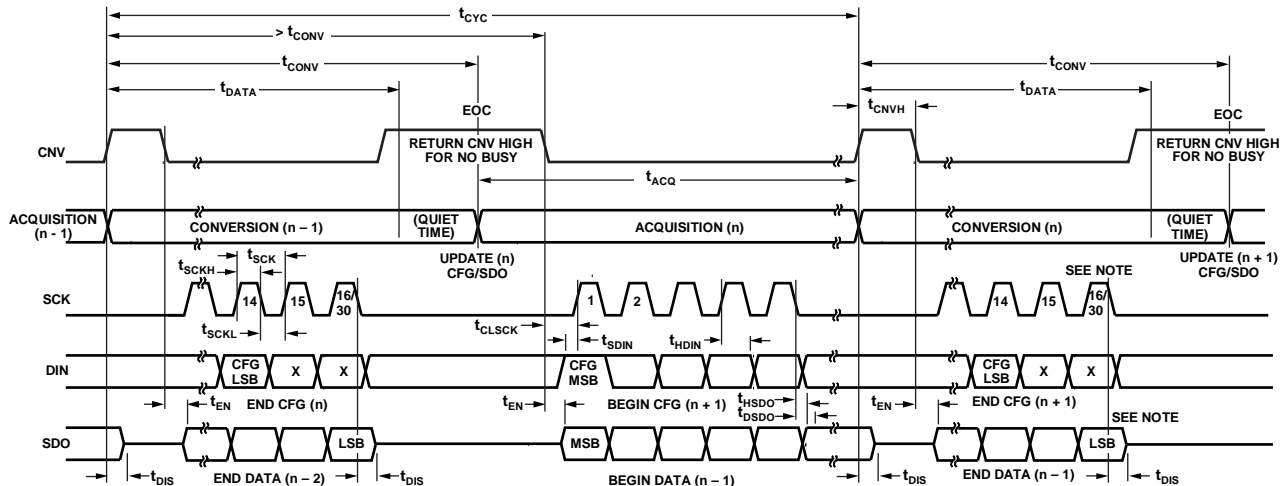 tCYC
> tCONV
tCONV
tCONV
tDATA
tDATA
tCNVH
EOC
EOC
CNV
RETURN CNV HIGH
FOR NO BUSY
RETURN CNV HIGH
FOR NO BUSY
tACQ
ACQUISITION
(n - 1)
CONVERSION (n – 1)
(QUIET
TIME)
ACQUISITION (n)
CONVERSION (n)
(QUIET
TIME)
UPDATE (n)
CFG/SDO
UPDATE (n + 1)
CFG/SDO
tSCK
tSCKH
SEE NOTE
SCK
14
15
16/
30
1
2
14
15
16/
30
tSCKL
tCLSCK
tSDIN
tHDIN
DIN
CFG
LSB
X
X
CFG
MSB
CFG
LSB
X
X
tEN
END CFG (n)
tEN
BEGIN CFG (n + 1)
tHSDO
tDSDO
tEN
END CFG (n + 1)
SEE NOTE
SDO
LSB
MSB
LSB
tDIS
END DATA (n – 2)
tDIS
BEGIN DATA (n – 1)
tDIS
END DATA (n – 1)
tDIS